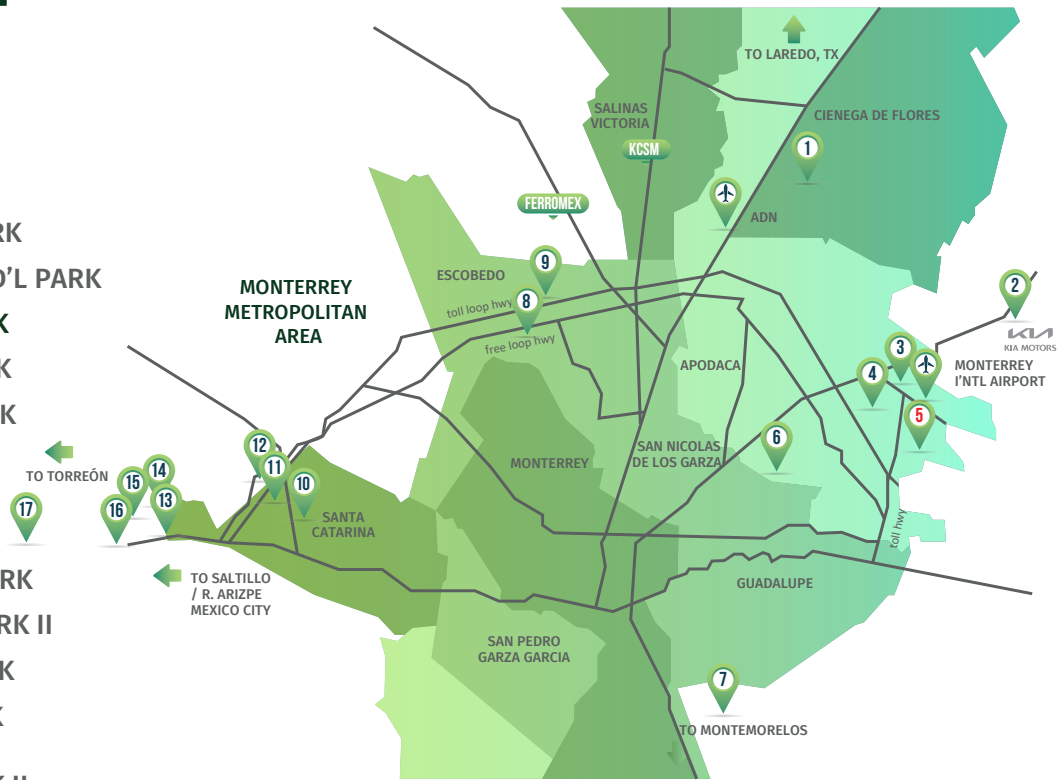 RK
D'L PARK
K
K
K
RK
RK II
K
K
MONTERREY
METROPOLITAN
AREA
TO LAREDO, TX
SALINAS
VICTORIA
KCSM
CIENEGA DE FLORES
1
ADN
FERROMEX
9
ESCOBEDO
8
toll loop hwy
free loop hwy
2
KIA
KIA MOTORS
3
MONTERREY
I'NTL AIRPORT
4
5
APODACA
6
SAN NICOLAS
DE LOS GARZA
MONTERREY
12
11
10
TO TORREÓN
14
15
13
16
17
SANTA
CATARINA
toll hwy
TO SALTILLO
/ R. ARIZPE
MEXICO CITY
GUADALUPE
SAN PEDRO
GARZA GARCIA
7
TO MONTEMORELOS